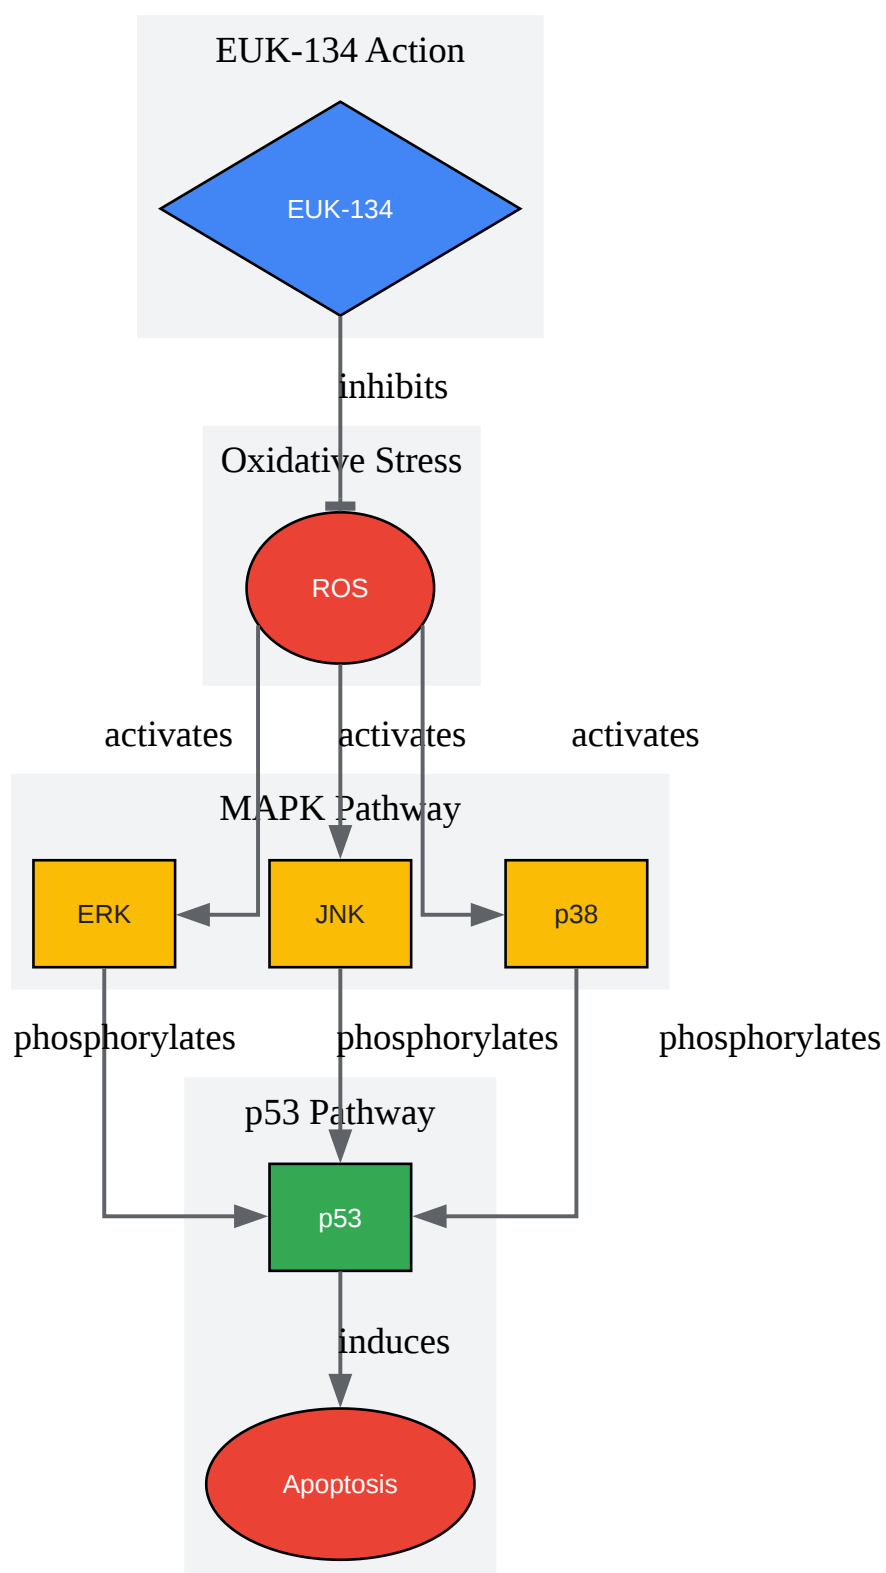 EUK-134 Action
EUK-134
inhibits
Oxidative Stress
ROS
activates
activates
activates
MAPK Pathway
ERK
JNK
p38
phosphorylates
phosphorylates
phosphorylates
p53 Pathway
p53
induces
Apoptosis